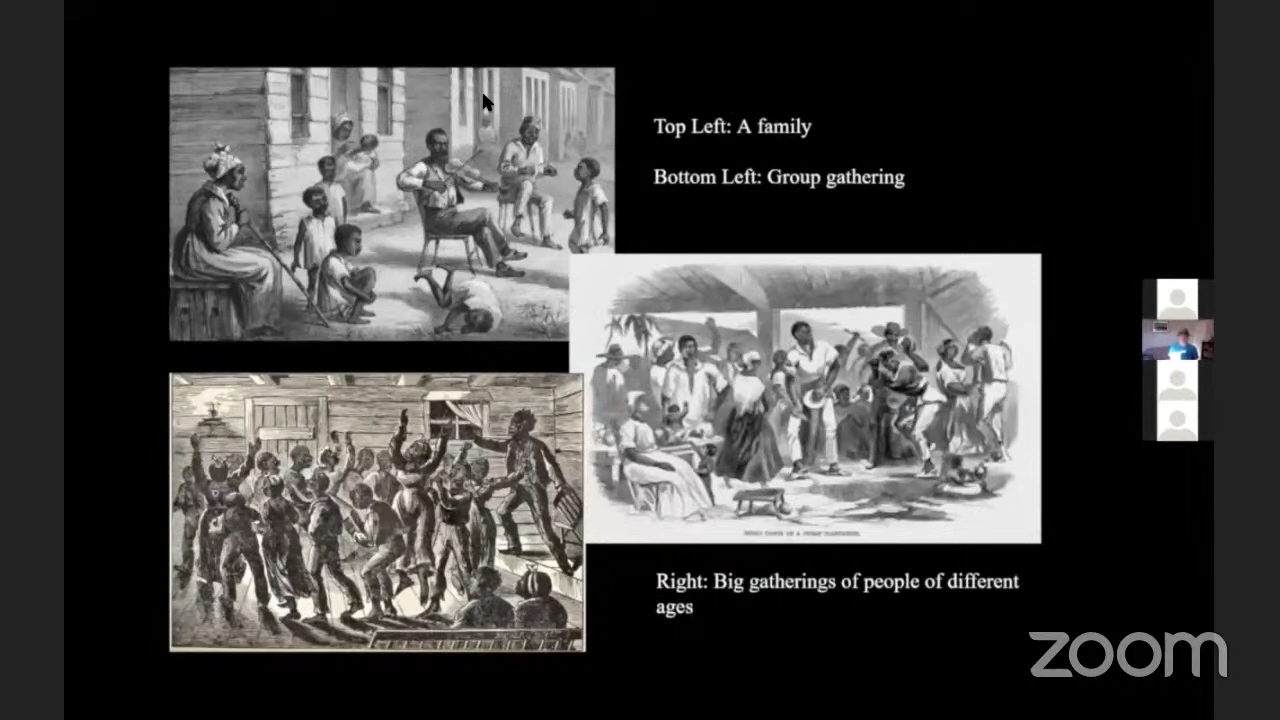 Top Left: A family
Bottom Left: Group gathering
Right: Big gatherings of people of different
ages
zoom